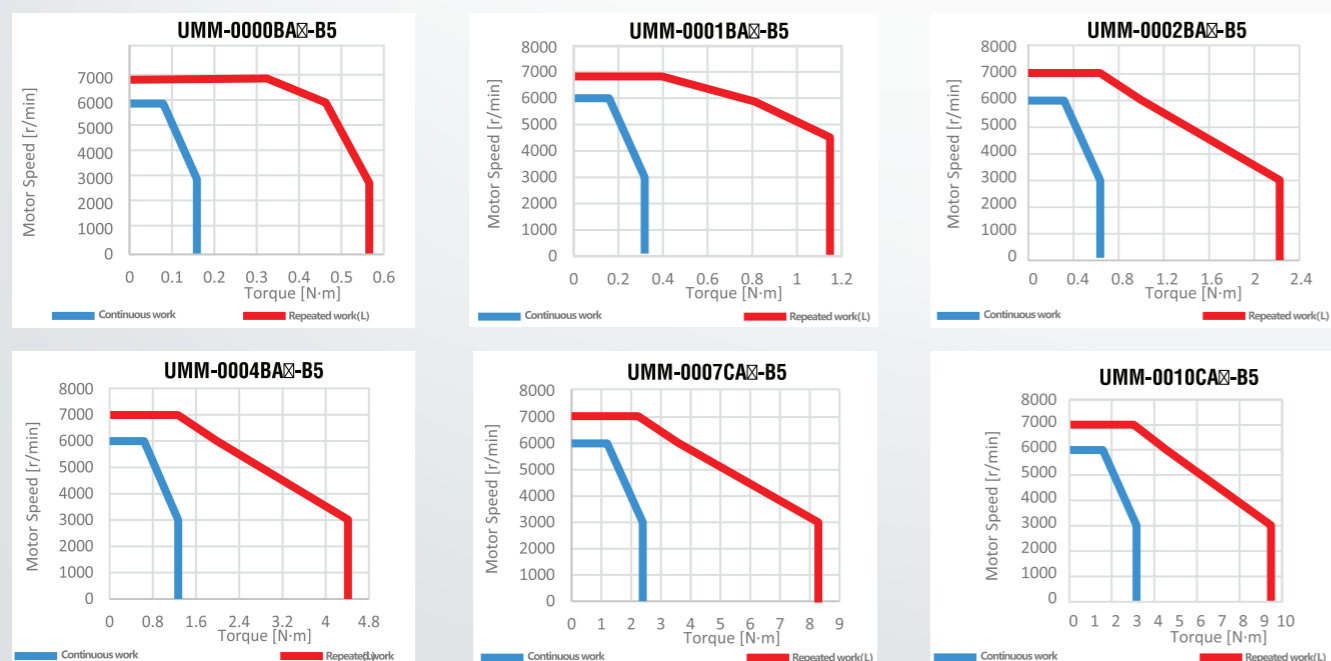 UMM-0000BA☒-B5
7000
6000
5000
4000
3000
2000
1000
0
Motor Speed [r/min]
0 0.1 0.2 0.3 0.4 0.5 0.6
Torque [N·m]
Continuous work Repeated work(L)
UMM-0001BA☒-B5
8000
7000
6000
5000
4000
3000
2000
1000
0
Motor Speed [r/min]
0 0.2 0.4 0.6 0.8 1 1.2
Torque [N·m]
Continuous work Repeated work(L)
UMM-0002BA☒-B5
8000
7000
6000
5000
4000
3000
2000
1000
0
Motor Speed [r/min]
0 0.4 0.8 1.2 1.6 2 2.4
Torque [N·m]
Continuous work Repeated work(L)
UMM-0004BA☒-B5
8000
7000
6000
5000
4000
3000
2000
1000
0
Motor Speed [r/min]
0 0.8 1.6 2.4 3.2 4 4.8
Torque [N·m]
Continuous work Repeated work(L)
UMM-0007CA☒-B5
8000
7000
6000
5000
4000
3000
2000
1000
0
Motor Speed [r/min]
0 1 2 3 4 5 6 7 8 9
Torque [N·m]
Continuous work Repeated work(L)
UMM-0010CA☒-B5
8000
7000
6000
5000
4000
3000
2000
1000
0
Motor Speed [r/min]
0 1 2 3 4 5 6 7 8 9 10
Torque [N·m]
Continuous work Repeated work(L)